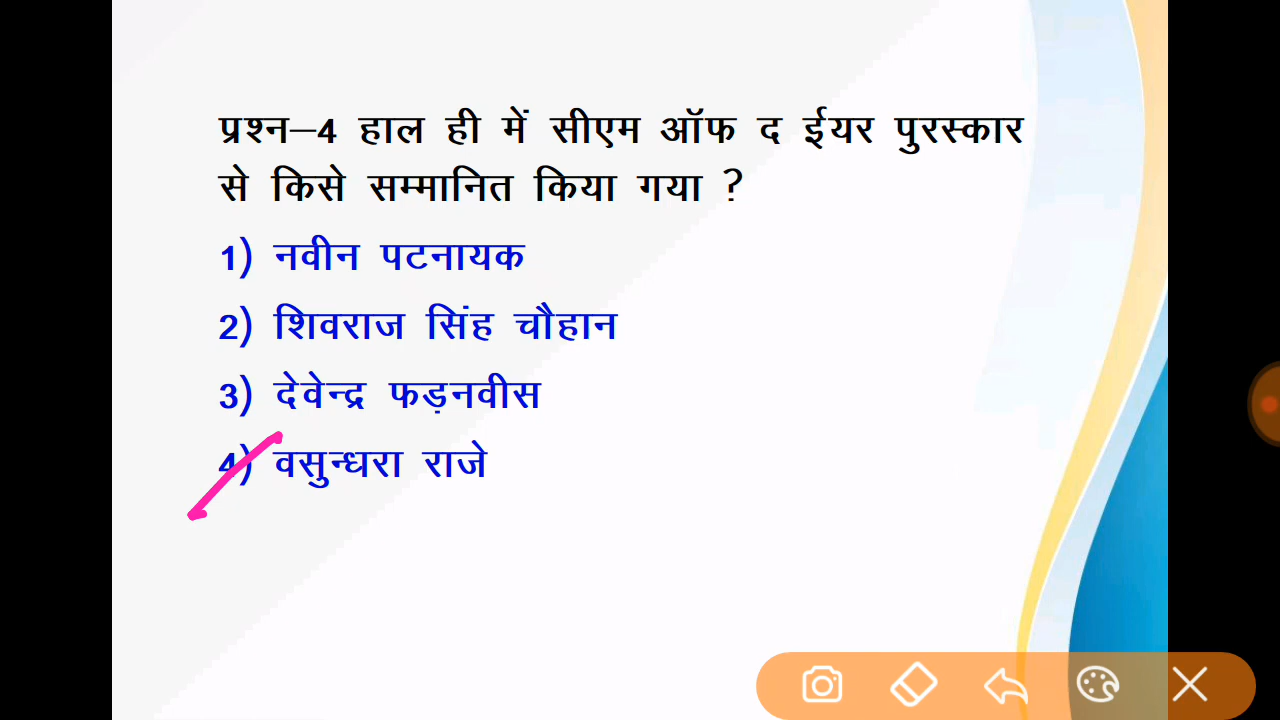 प्रश्न–4 हाल ही में सीएम ऑफ द ईयर पुरस्कार
से किसे सम्मानित किया गया ?
1) नवीन पटनायक
2) शिवराज सिंह चौहान
3) देवेन्द्र फड़नवीस
4) वसुन्धरा राजे